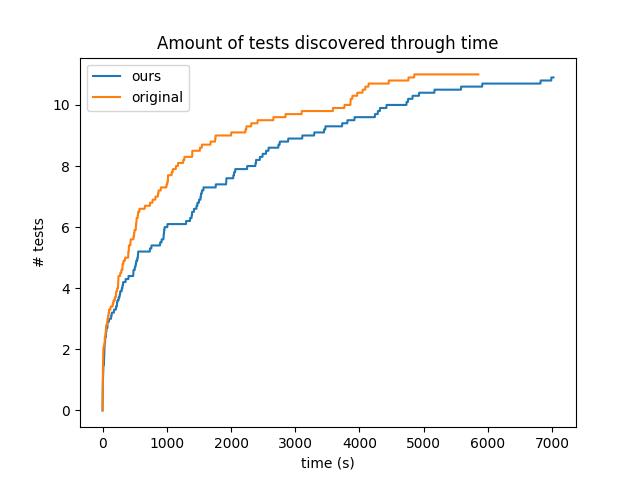 Amount of tests discovered through time
ours
original
# tests
10
8
6
4
2
0
0 1000 2000 3000 4000 5000 6000 7000
time (s)